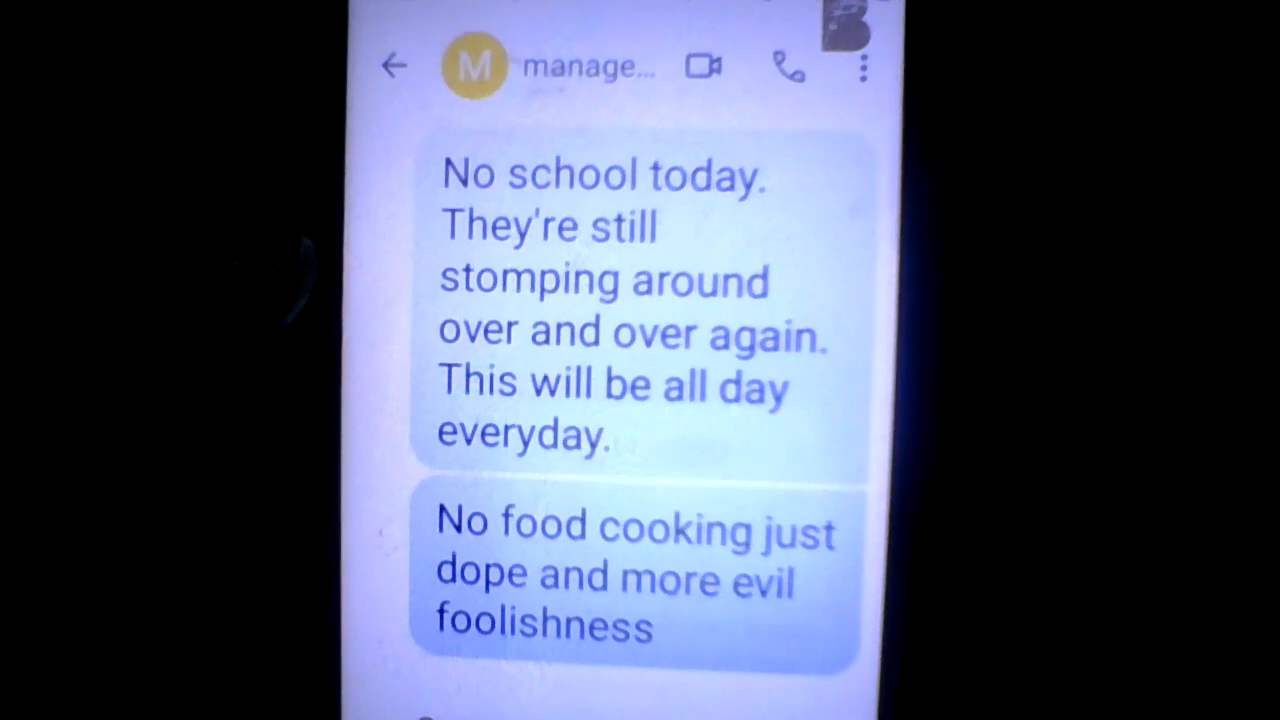 M manage...
No school today.
They're still
stomping around
over and over again.
This will be all day
everyday.
No food cooking just
dope and more evil
foolishness